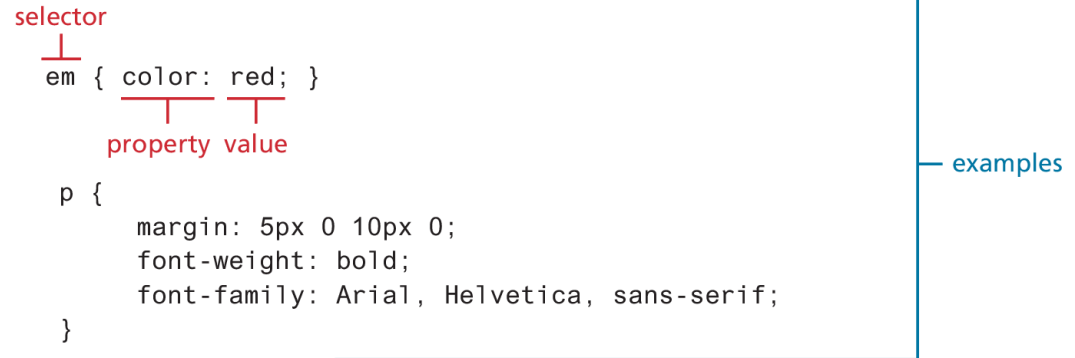 selector
em { color: red; }
property value
examples
p {
margin: 5px 0 10px 0;
font-weight: bold;
font-family: Arial, Helvetica, sans-serif;
}